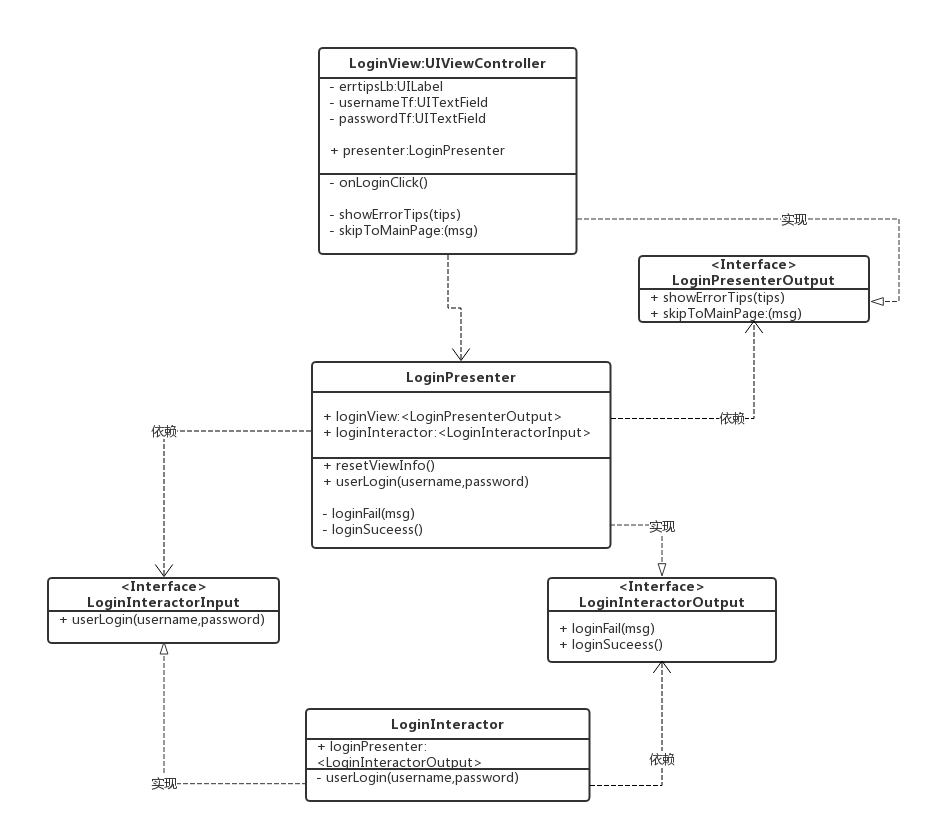 LoginView:UIViewController
- errtipsLb:UILabel
- usernameTf:UITextField
- passwordTf:UITextField
+ presenter:LoginPresenter
- onLoginClick()
- showErrorTips(tips)
- skipToMainPage:(msg)
实现
<Interface>
LoginPresenterOutput
+ showErrorTips(tips)
+ skipToMainPage:(msg)
LoginPresenter
+ loginView:<LoginPresenterOutput>
+ loginInteractor:<LoginInteractorInput>
+ resetViewInfo()
+ userLogin(username,password)
- loginFail(msg)
- loginSuceess()
依赖
依赖
实现
<Interface>
LoginInteractorInput
+ userLogin(username,password)
<Interface>
LoginInteractorOutput
+ loginFail(msg)
+ loginSuceess()
LoginInteractor
+ loginPresenter:
<LoginInteractorOutput>
- userLogin(username,password)
实现
依赖